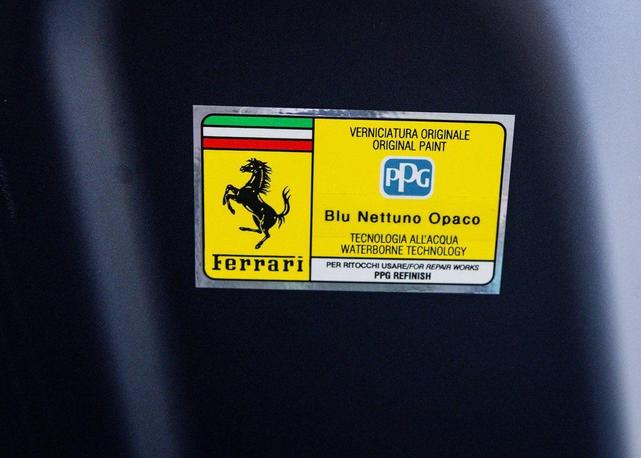 VERNICIATURA ORIGINALE
ORIGINAL PAINT
PPG
Blu Nettuno Opaco
TECNOLOGIA ALL'ACQUA
WATERBORNE TECHNOLOGY
Ferrari
PER RITOCCHI USARE/FOR REPAIR WORKS
PPG REFINISH